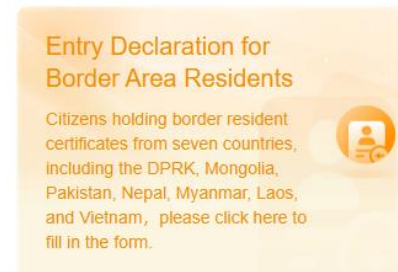 Entry Declaration for
Border Area Residents
Citizens holding border resident
certificates from seven countries,
including the DPRK, Mongolia,
Pakistan, Nepal, Myanmar, Laos,
and Vietnam，please click here to
fill in the form.